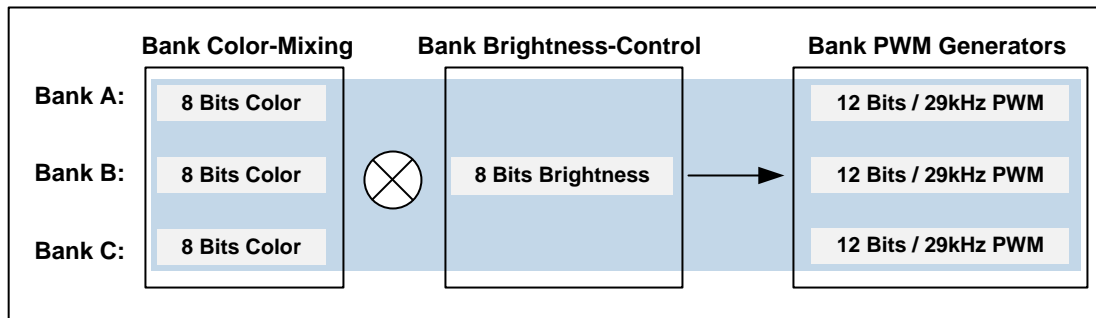 Bank Color-Mixing
Bank Brightness-Control
Bank PWM Generators
Bank A:
8 Bits Color
12 Bits / 29kHz PWM
Bank B:
8 Bits Color
8 Bits Brightness
12 Bits / 29kHz PWM
Bank C:
8 Bits Color
12 Bits / 29kHz PWM